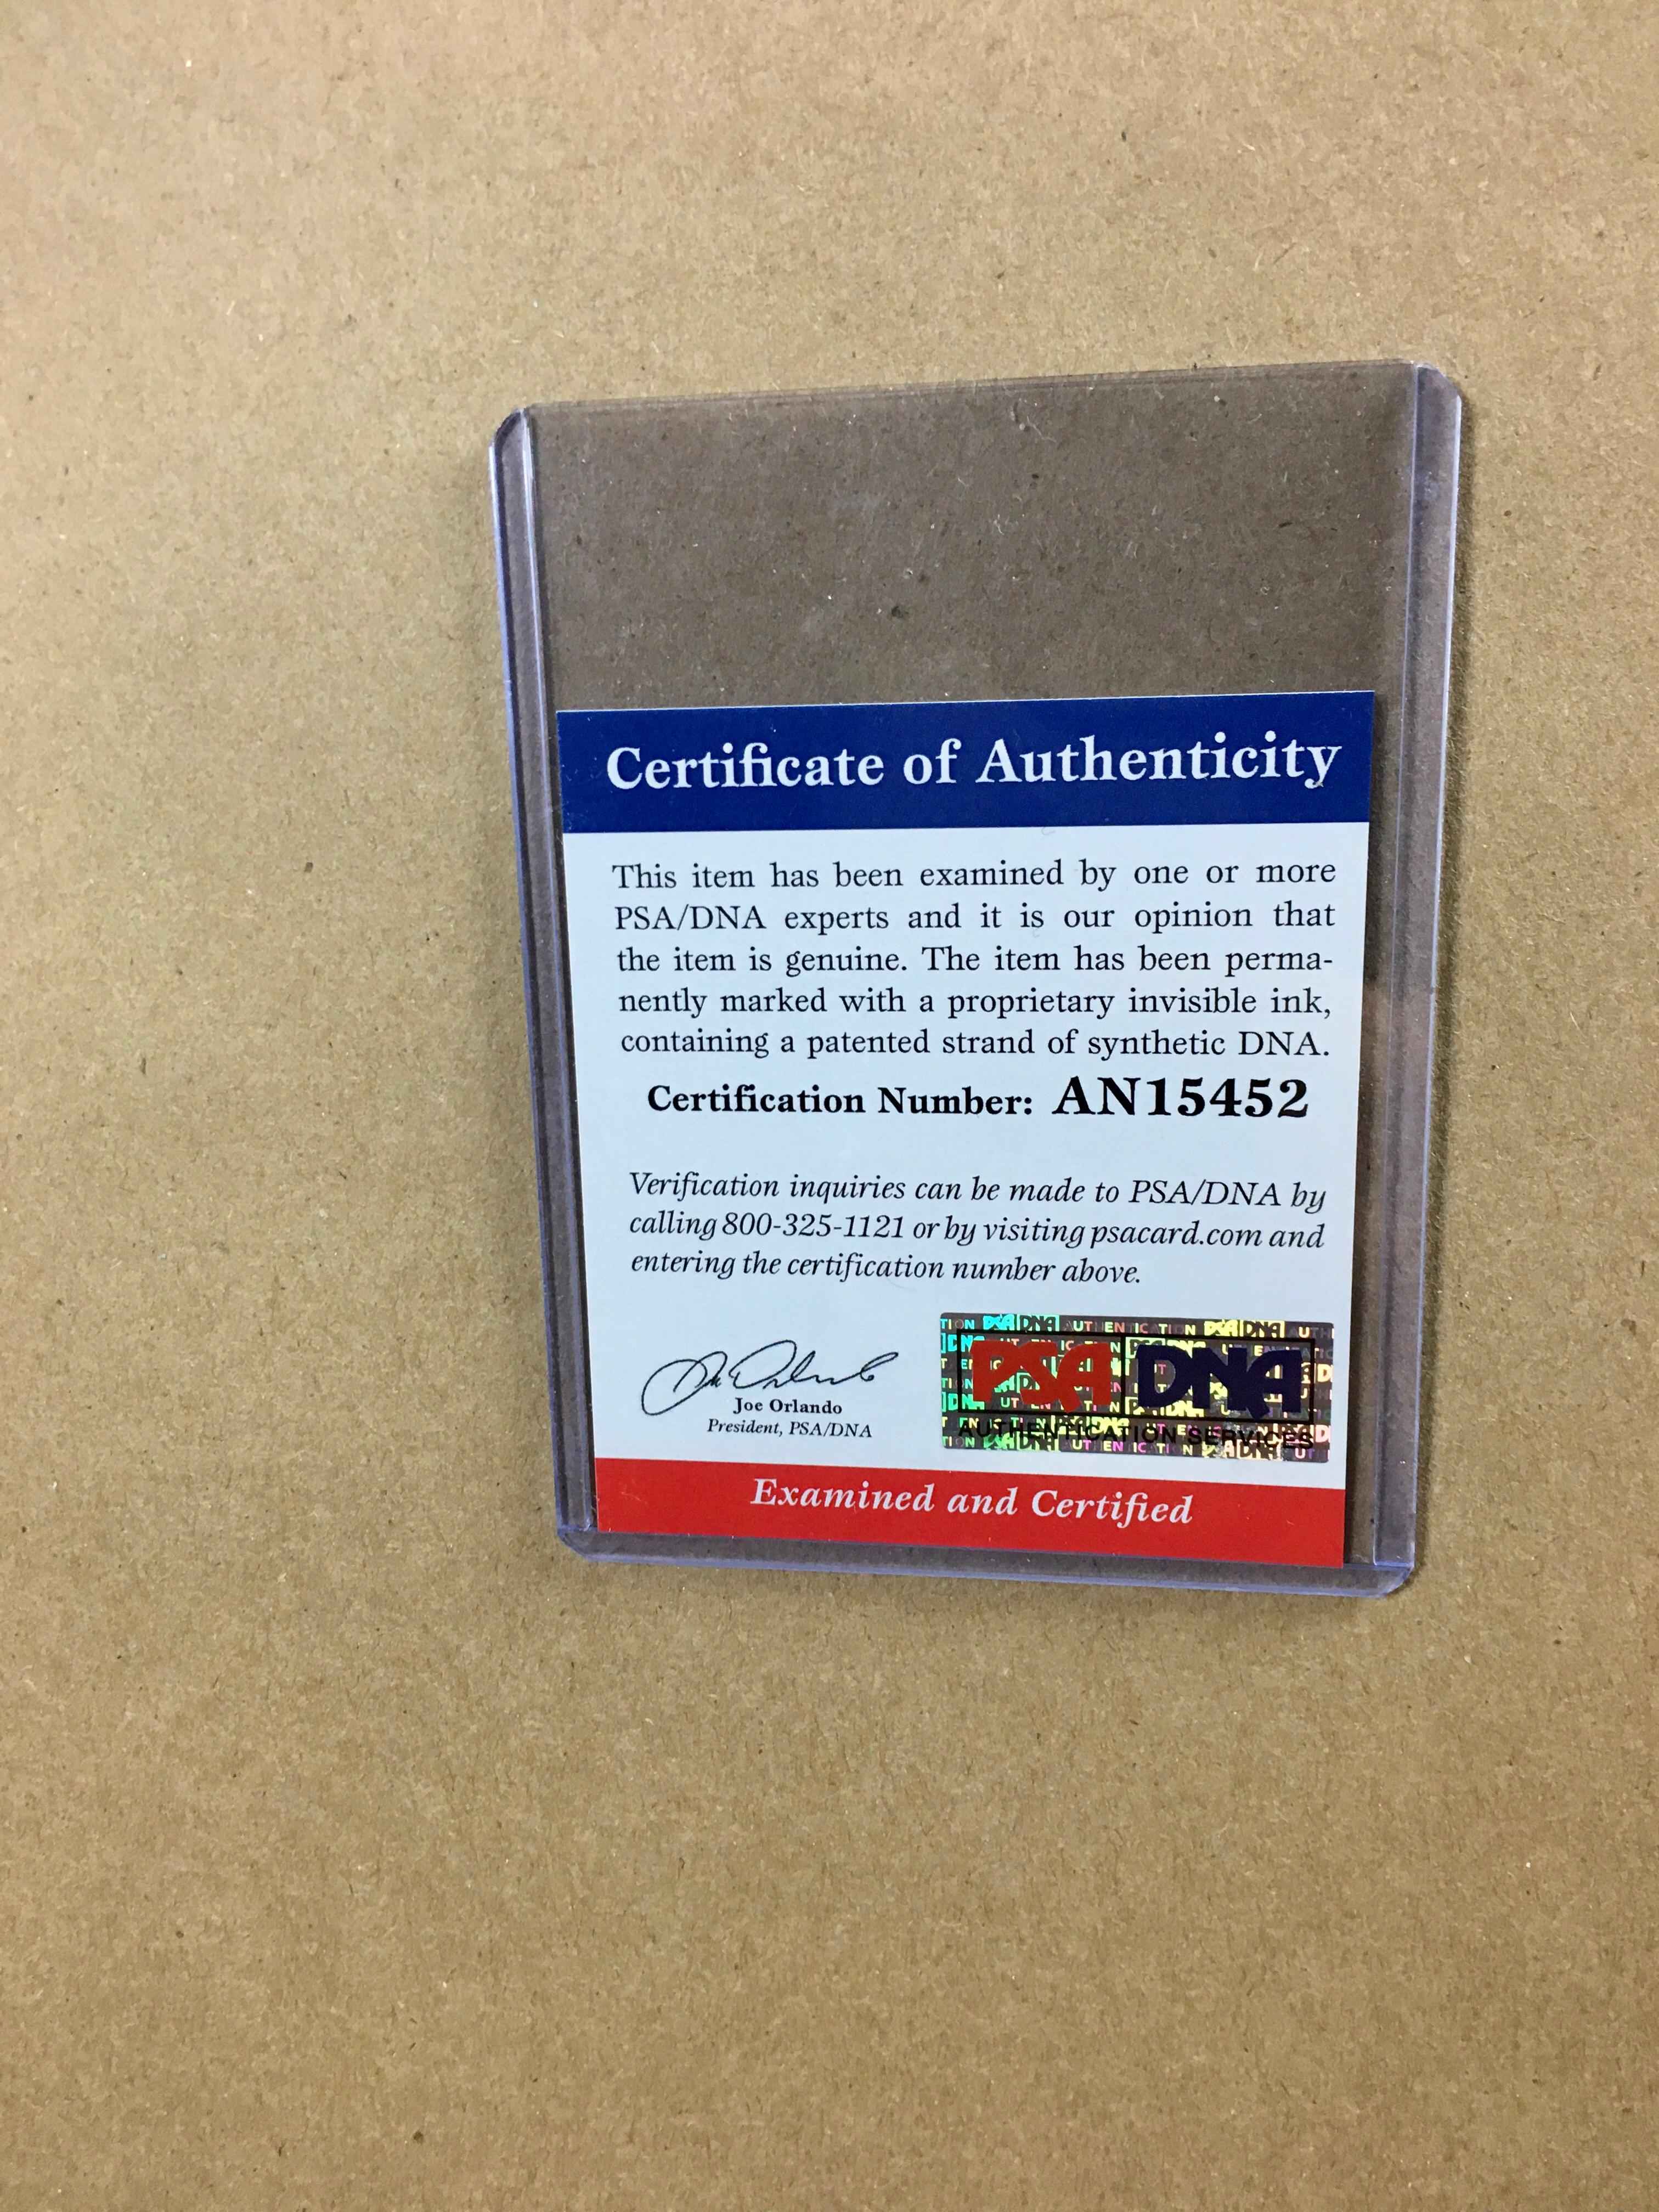 Certificate of Authenticity
This item has been examined by one or more
PSA/DNA experts and it is our opinion that
the item is genuine. The item has been perma-
nently marked with a proprietary invisible ink,
containing a patented strand of synthetic DNA.
Certification Number: AN15452
Verification inquiries can be made to PSA/DNA by
calling 800-325-1121 or by visiting psacard.com and
entering the certification number above.
Joe Orlando
President, PSA/DNA
PSA DNA
AUTHENTICATION SERVICES
Examined and Certified